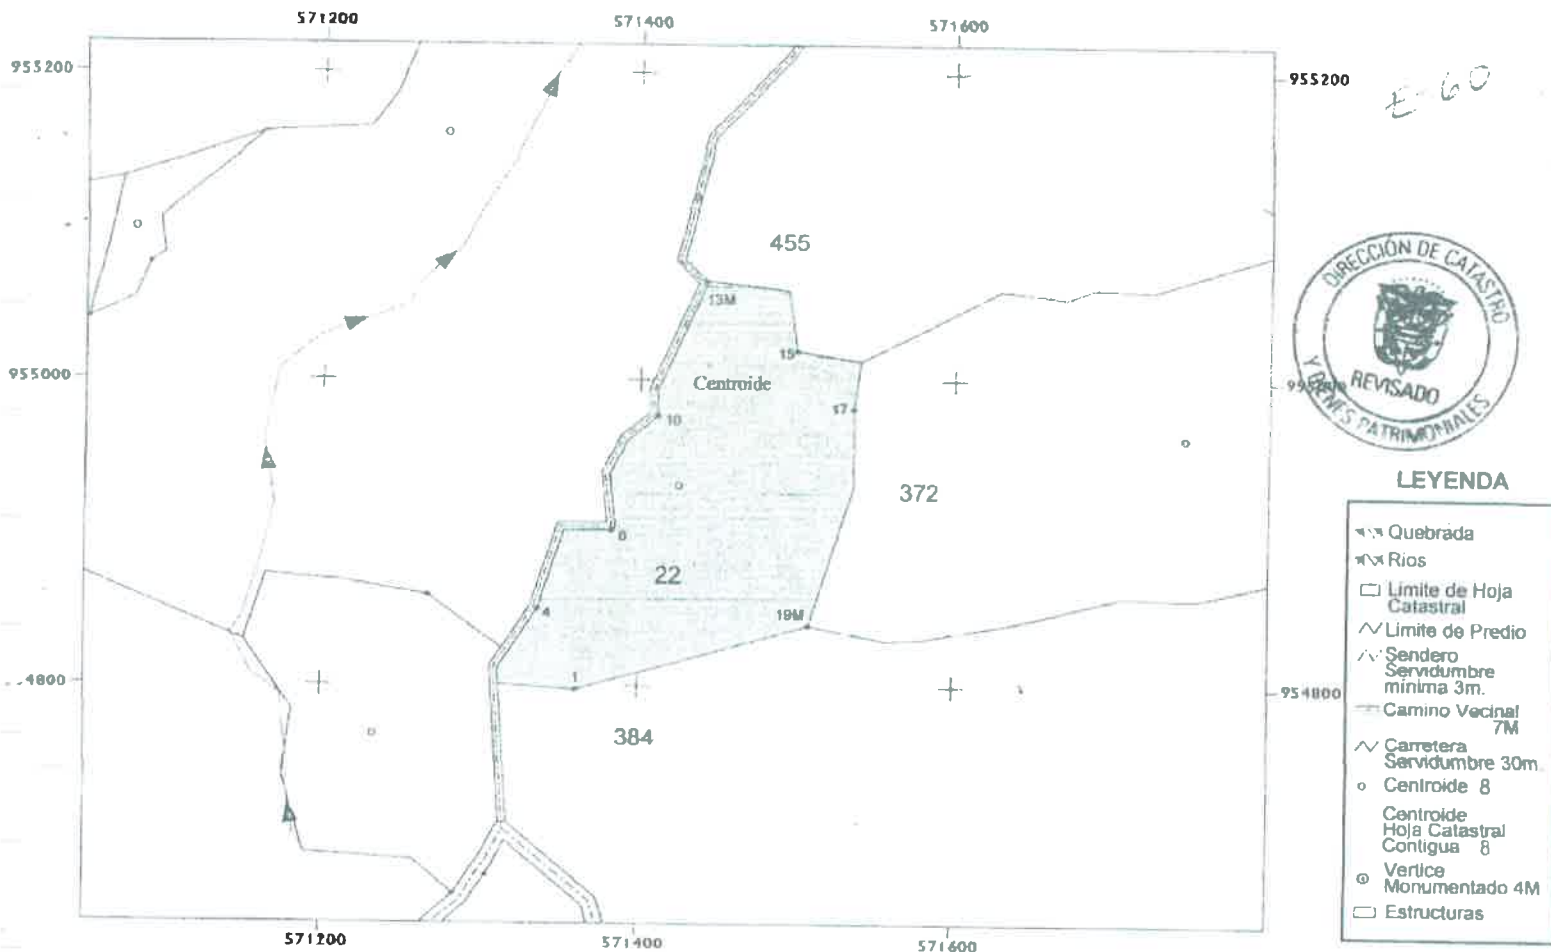 571200
571400
571600
955200
955200
E-60
455
13M
DIRECCIÓN DE CATASTRO
Y BIENES PATRIMONIALES
REVISADO
15
955000
Centroide
17
10
372
6
22
4
19M
4800
1
954800
384
571200
571400
571600
LEYENDA
Quebrada
Rios
Limite de Hoja
Catastral
Limite de Predio
Sendero
Servidumbre
mínima 3m.
Camino Vecinal
7M
Carretera
Servidumbre 30m.
Centroide 8
Centroide
Hoja Catastral
Contigua 8
Vertice
Monumentado 4M
Estructuras